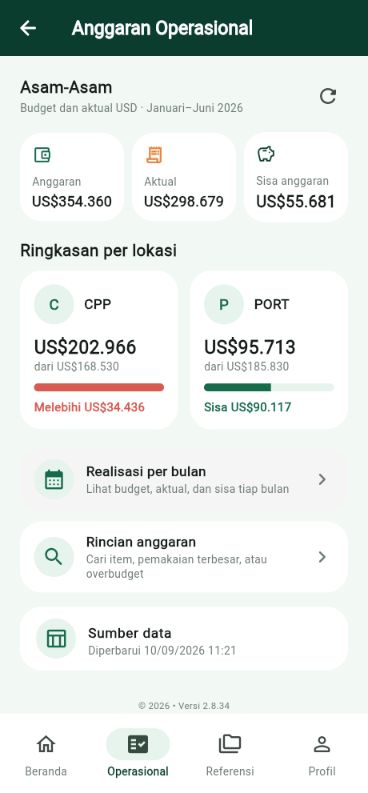 Anggaran Operasional
Asam-Asam
Budget dan aktual USD · Januari–Juni 2026
Anggaran
US$354.360
Aktual
US$298.679
Sisa anggaran
US$55.681
Ringkasan per lokasi
C
CPP
US$202.966
dari US$168.530
Melebihi US$34.436
P
PORT
US$95.713
dari US$185.830
Sisa US$90.117
Realisasi per bulan
Lihat budget, aktual, dan sisa tiap bulan
Rincian anggaran
Cari item, pemakaian terbesar, atau
overbudget
Sumber data
Diperbarui 10/09/2026 11:21
© 2026 • Versi 2.8.34
Beranda
Operasional
Referensi
Profil